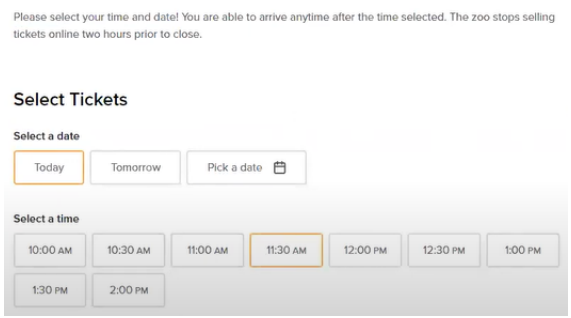 Please select your time and date! You are able to arrive anytime after the time selected. The zoo stops selling
tickets online two hours prior to close.
Select Tickets
Select a date
Today Tomorrow Pick a date
Select a time
10:00 AM 10:30 AM 11:00 AM 11:30 AM 12:00 PM 12:30 PM 1:00 PM
1:30 PM 2:00 PM